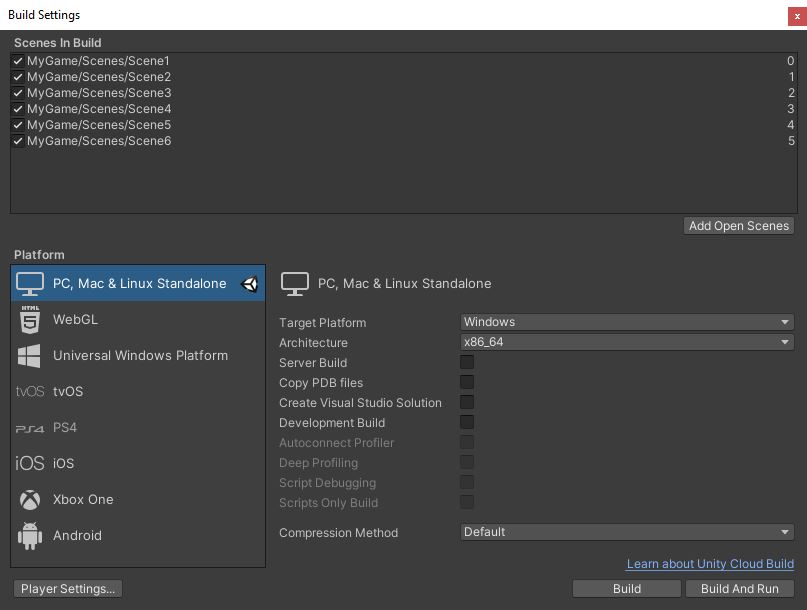 Build Settings
x
Scenes In Build
MyGame/Scenes/Scene1 0
MyGame/Scenes/Scene2 1
MyGame/Scenes/Scene3 2
MyGame/Scenes/Scene4 3
MyGame/Scenes/Scene5 4
MyGame/Scenes/Scene6 5
Add Open Scenes
Platform
PC, Mac & Linux Standalone
HTML 5 WebGL
Universal Windows Platform
tvOS tvOS
PS4 PS4
iOS iOS
Xbox One
Android
PC, Mac & Linux Standalone
Target Platform Windows
Architecture x86_64
Server Build
Copy PDB files
Create Visual Studio Solution
Development Build
Autoconnect Profiler
Deep Profiling
Script Debugging
Scripts Only Build
Compression Method Default
Learn about Unity Cloud Build
Player Settings... Build Build And Run